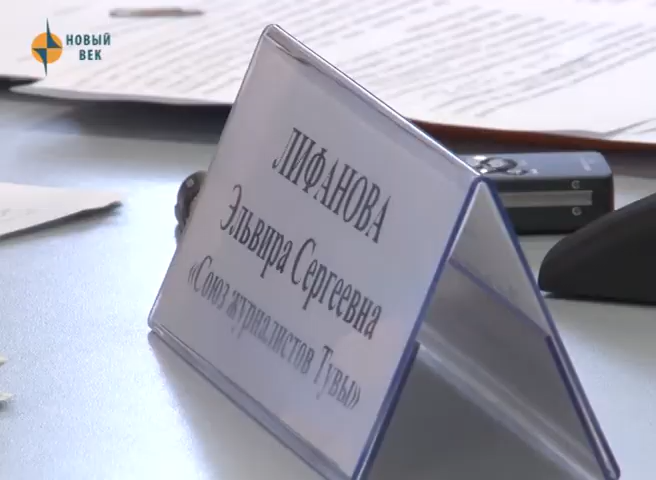 НОВЫЙ
ВЕК
ЛИФАНОВА
Эльвира Сергеевна
«Союз журналистов Тувы»